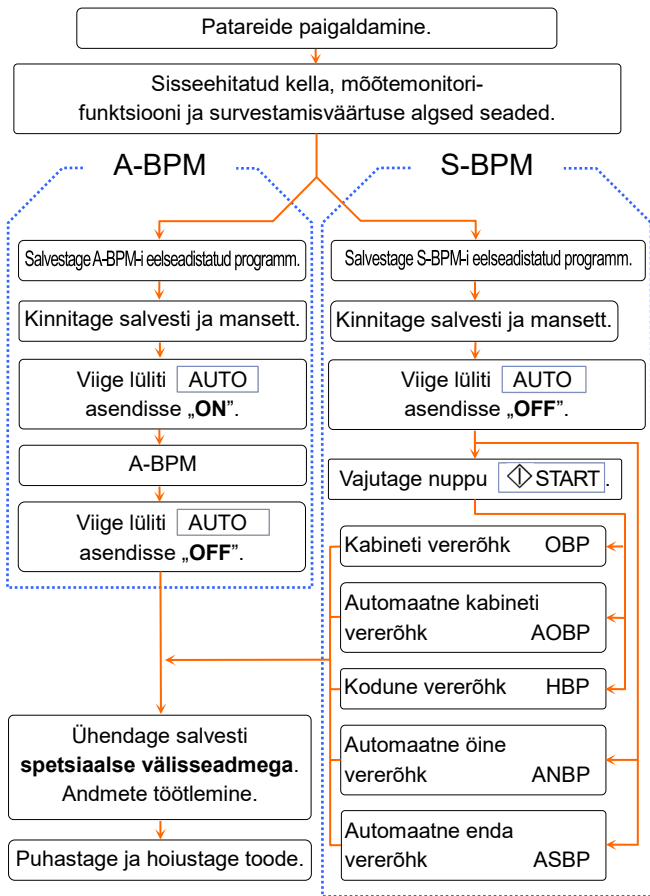 Patareide paigaldamine.
Sisseehitatud kella, mõõtemonitori-
funktsiooni ja survestamisväärtuse algsed seaded.
A-BPM
Salvestage A-BPM-i eelseadistatud programm.
Kinnitage salvesti ja mansett.
Viige lüliti AUTO
asendisse „ON”.
A-BPM
Viige lüliti AUTO
asendisse „OFF”.
S-BPM
Salvestage S-BPM-i eelseadistatud programm.
Kinnitage salvesti ja mansett.
Viige lüliti AUTO
asendisse „OFF”.
Vajutage nuppu START.
Kabineti vererõhk OBP
Automaatne kabineti
vererõhk AOBP
Kodune vererõhk HBP
Automaatne öine
vererõhk ANBP
Automaatne enda
vererõhk ASBP
Ühendage salvesti
spetsiaalse välisseadmega.
Andmete töötlemine.
Puhastage ja hoiustage toode.